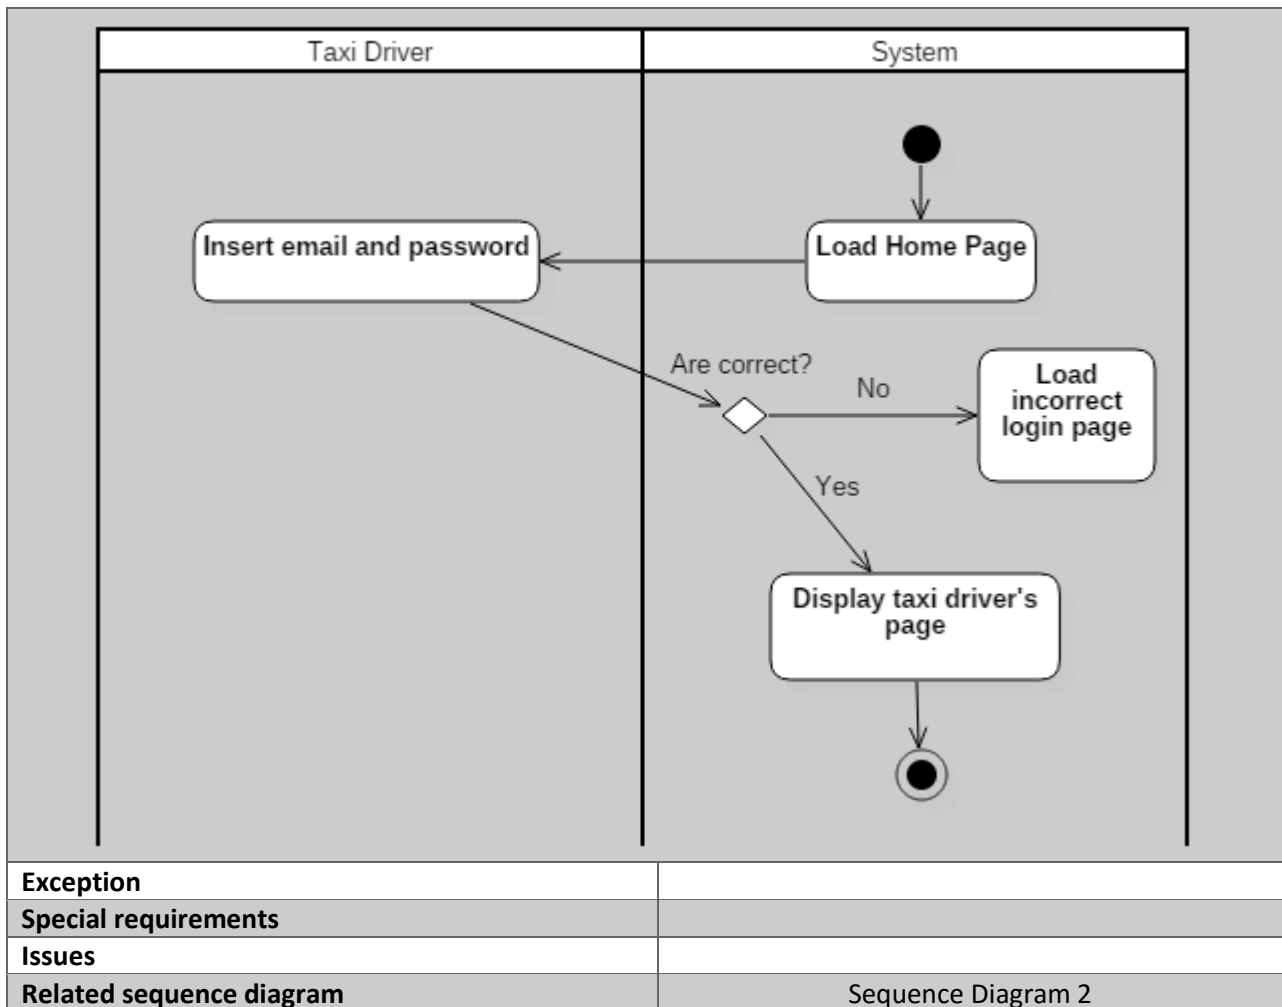 Taxi Driver
System
Insert email and password
Load Home Page
Are correct?
No
Load
incorrect
login page
Yes
Display taxi driver's
page
Exception
Special requirements
Issues
Related sequence diagram
Sequence Diagram 2